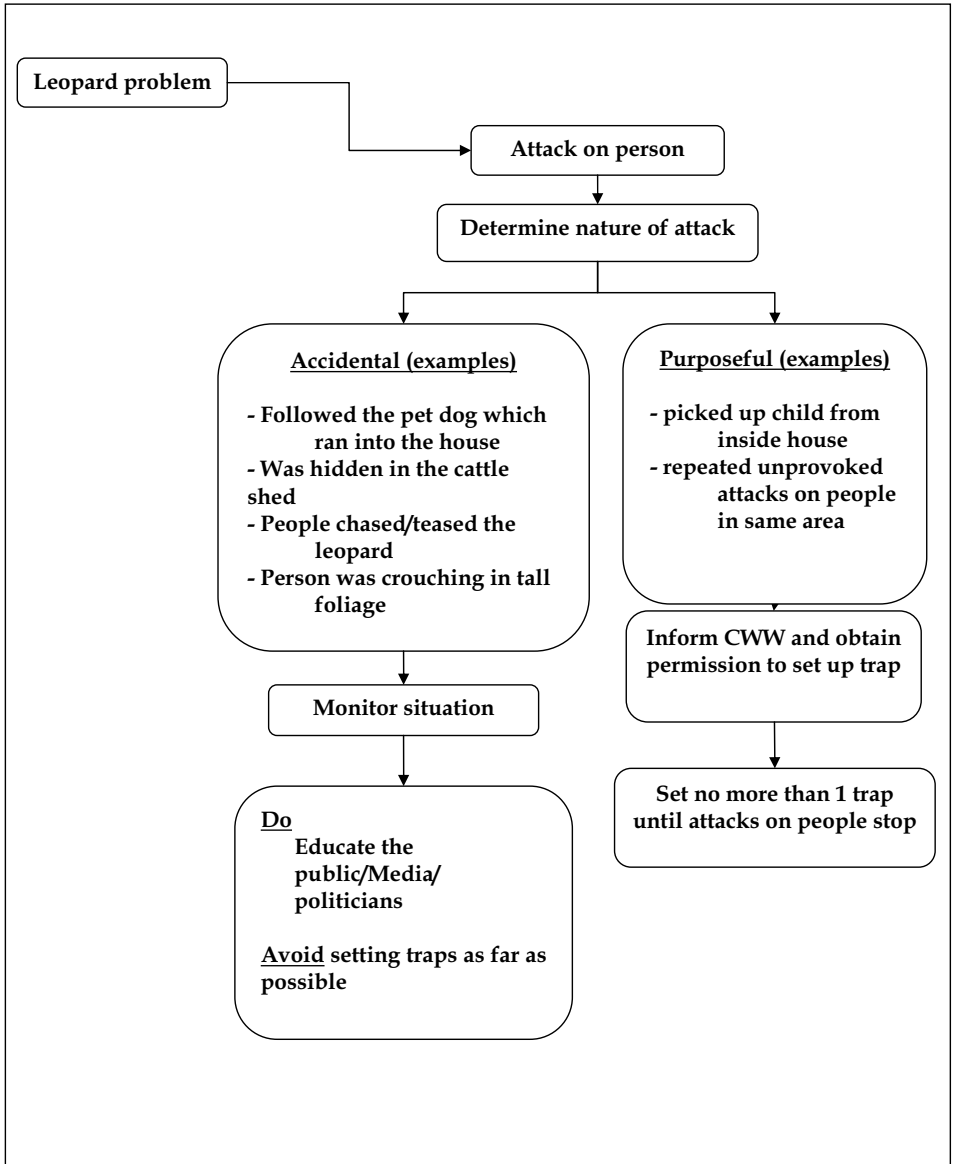 Leopard problem
Attack on person
Determine nature of attack
Accidental (examples)
- Followed the pet dog which
ran into the house
- Was hidden in the cattle
shed
- People chased/teased the
leopard
- Person was crouching in tall
foliage
Monitor situation
Do
Educate the
public/Media/
politicians
Avoid setting traps as far as
possible
Purposeful (examples)
- picked up child from
inside house
- repeated unprovoked
attacks on people
in same area
Inform CWW and obtain
permission to set up trap
Set no more than 1 trap
until attacks on people stop